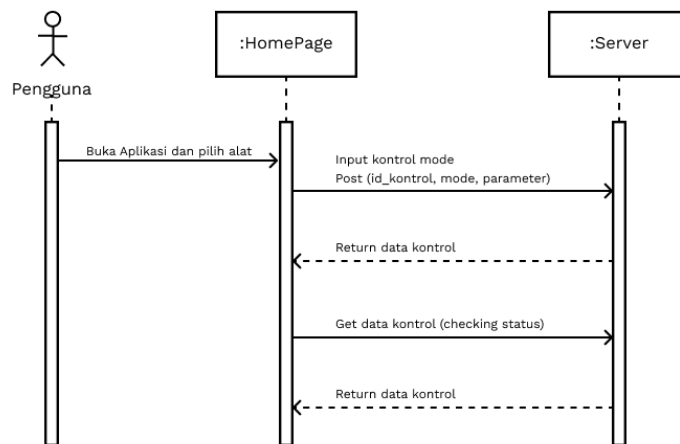 :HomePage
:Server
Pengguna
Buka Aplikasi dan pilih alat
Input kontrol mode
Post (id_kontrol, mode, parameter)
Return data kontrol
Get data kontrol (checking status)
Return data kontrol